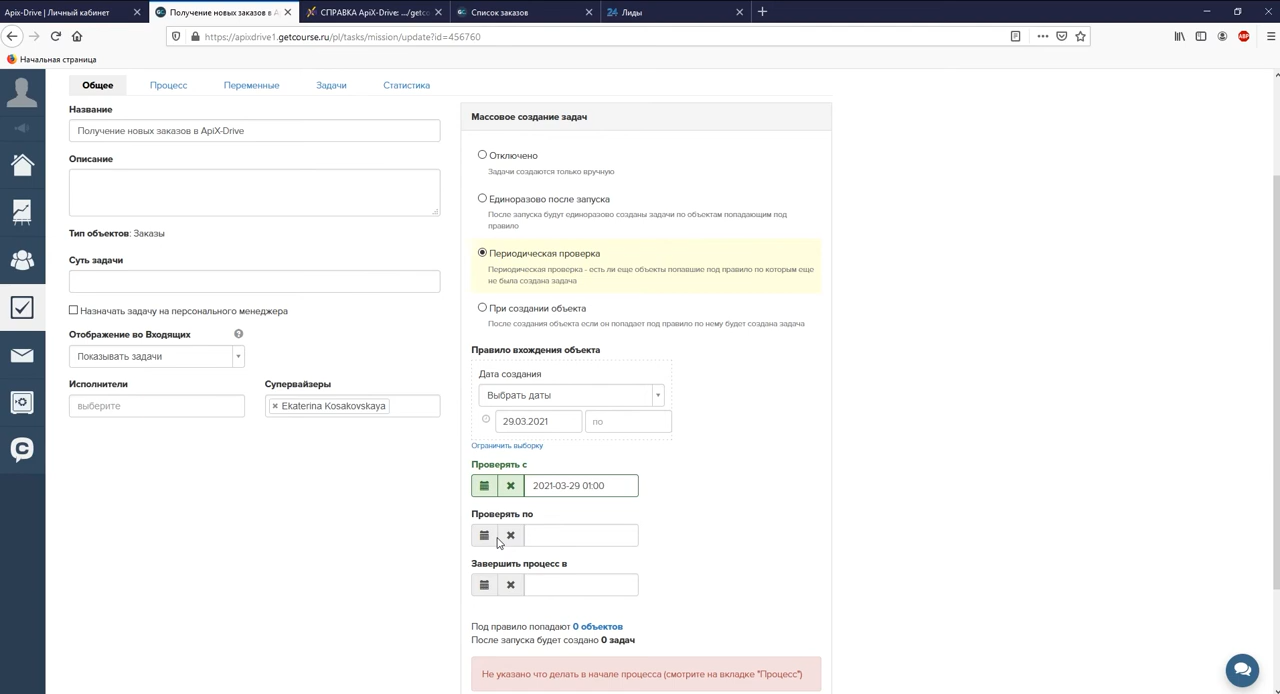 Apix-Drive | Личный кабинет
Получение новых заказов в A
СПРАВКА ApiX-Drive: .../getco
Список заказов
24 Лиды
https://apixdrive1.getcourse.ru/pl/tasks/mission/update?id=456760
ABP
Начальная страница
Общее
Процесс
Переменные
Задачи
Статистика
Название
Получение новых заказов в ApiX-Drive
Описание
Тип объектов: Заказы
Суть задачи
Назначать задачу на персонального менеджера
Отображение во Входящих
Показывать задачи
Исполнители
Супервайзеры
выберите
× Ekaterina Kosakovskaya
Массовое создание задач
Отключено
Задачи создаются только вручную
Единоразово после запуска
После запуска будут единоразово созданы задачи по объектам попадающим под
правило
Периодическая проверка
Периодическая проверка - есть ли еще объекты попавшие под правило по которым еще
не была создана задача
При создании объекта
После создания объекта если он попадает под правило по нему будет создана задача
Правило вхождения объекта
Дата создания
Выбрать даты
29.03.2021
по
Ограничить выборку
Проверять с
2021-03-29 01:00
Проверять по
Завершить процесс в
Под правило попадают 0 объектов
После запуска будет создано 0 задач
Не указано что делать в начале процесса (смотрите на вкладке "Процесс")